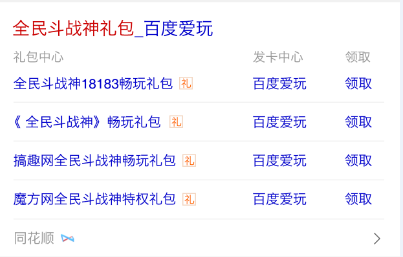 全民斗战神礼包_百度爱玩
礼包中心 发卡中心 领取
全民斗战神18183畅玩礼包 礼 百度爱玩 领取
《 全民斗战神》畅玩礼包 礼 百度爱玩 领取
搞趣网全民斗战神畅玩礼包 礼 百度爱玩 领取
魔方网全民斗战神特权礼包 礼 百度爱玩 领取
同花顺